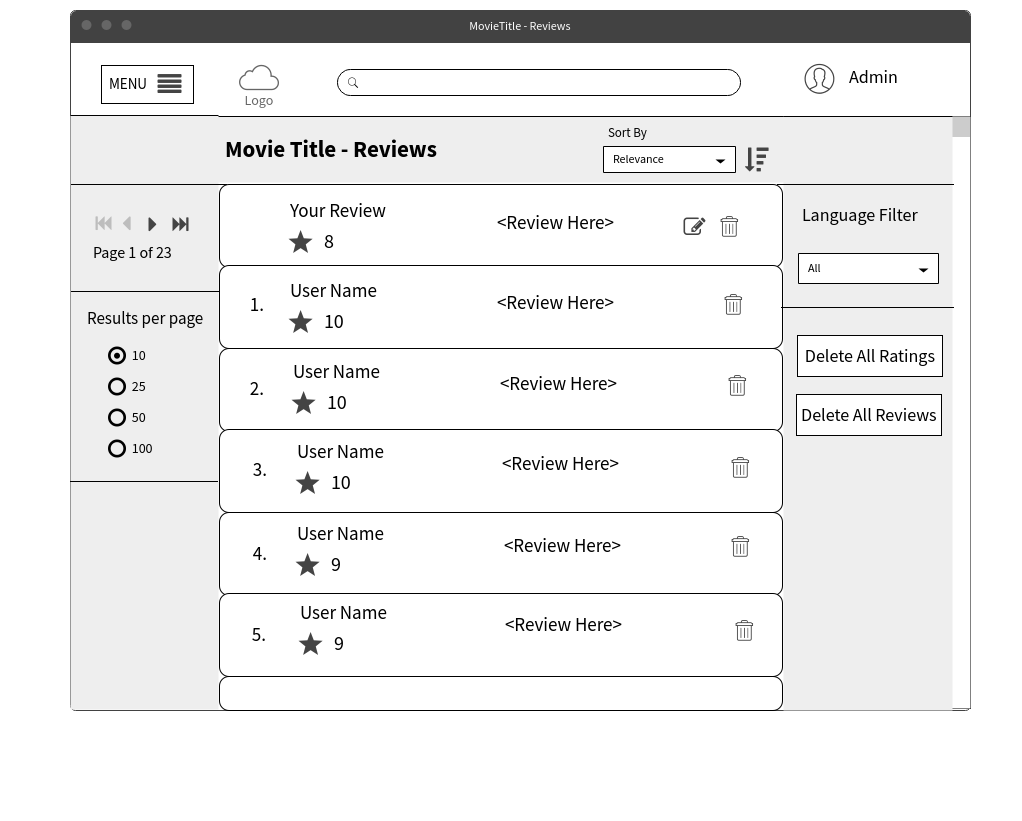 MovieTitle - Reviews
MENU
Logo
Admin
Movie Title - Reviews
Sort By
Relevance
Page 1 of 23
Results per page
10
25
50
100
Your Review
8
<Review Here>
1.
User Name
10
<Review Here>
2.
User Name
10
<Review Here>
3.
User Name
10
<Review Here>
4.
User Name
9
<Review Here>
5.
User Name
9
<Review Here>
Language Filter
All
Delete All Ratings
Delete All Reviews